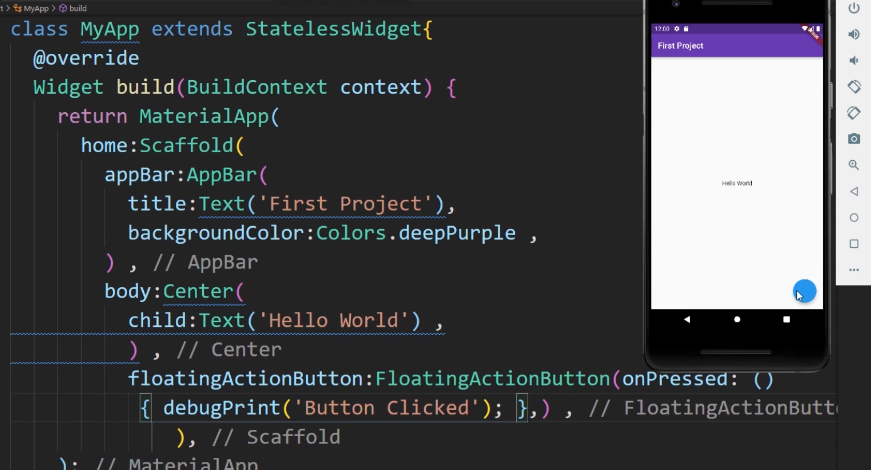 MyApp > build
class MyApp extends StatelessWidget{
@override
Widget build(BuildContext context) {
return MaterialApp(
home:Scaffold(
appBar:AppBar(
title:Text('First Project'),
backgroundColor:Colors.deepPurple ,
) , // AppBar
body:Center(
child:Text('Hello World') ,
) , // Center
floatingActionButton:FloatingActionButton(onPressed: ()
{ debugPrint('Button Clicked'); },) , // FloatingActionButt
), // Scaffold
); // MaterialApp
12:00
First Project
Hello World